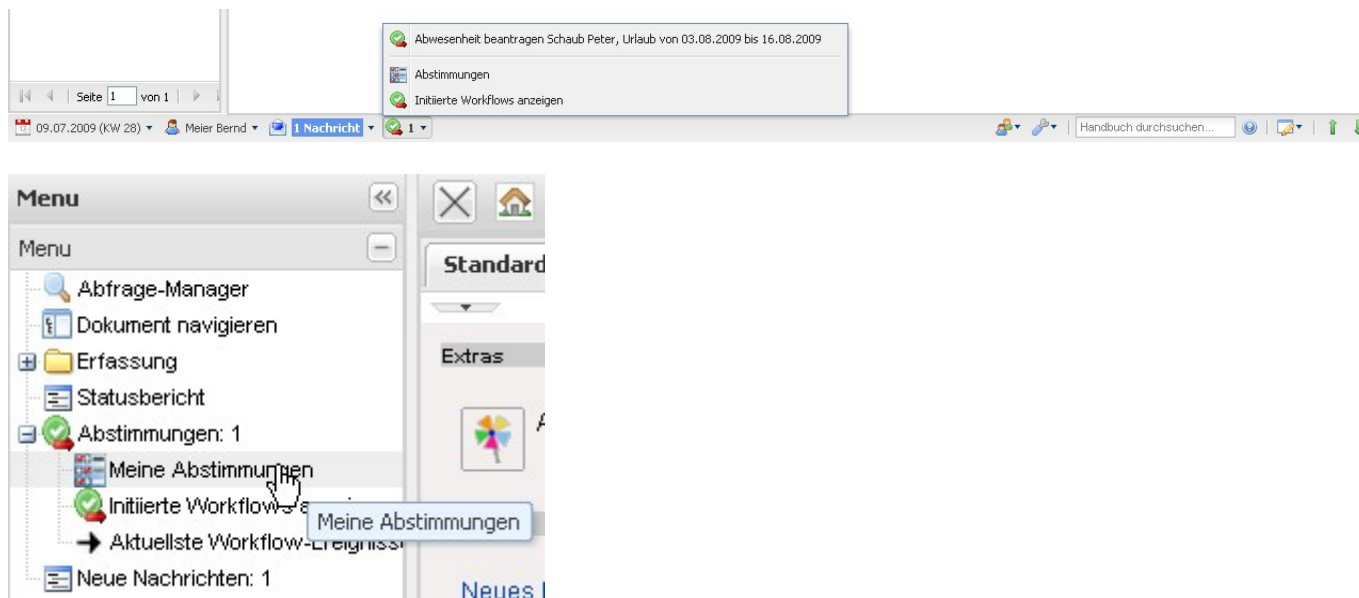 Abwesenheit beantragen Schaub Peter, Urlaub von 03.08.2009 bis 16.08.2009
Abstimmungen
Initiierte Workflows anzeigen
Seite 1 von 1
09.07.2009 (KW 28) Meier Bernd 1 Nachricht 1 Handbuch durchsuchen...
Menu
Menu
Standard
Abfrage-Manager
Dokument navigieren
Erfassung
Extras
Statusbericht
Abstimmungen: 1
Meine Abstimmungen
Initiierte
Meine Abstimmungen
Aktuellste
Neue Nachrichten: 1
Neues